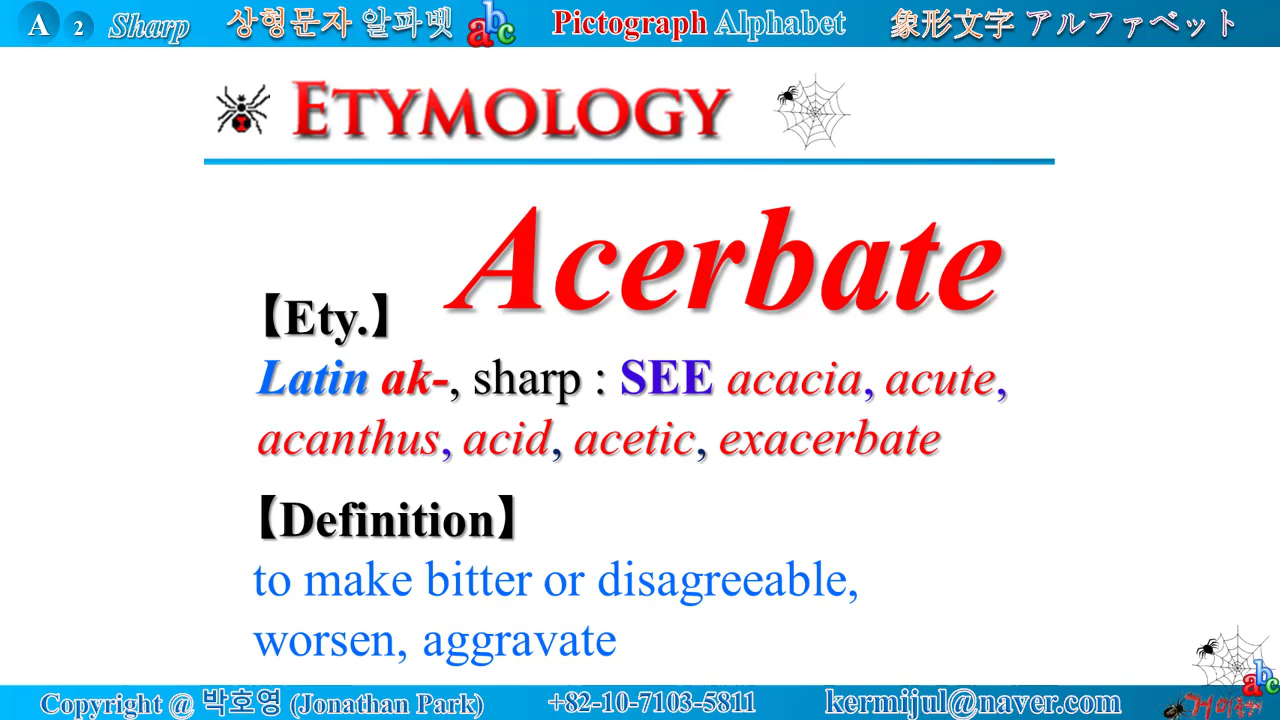 A 2 Sharp 상형문자 알파벳 abc Pictograph Alphabet 象形文字 アルファベット
ETYMOLOGY
Acerbate
【Ety.】
Latin ak-, sharp : SEE acacia, acute,
acanthus, acid, acetic, exacerbate
【Definition】
to make bitter or disagreeable,
worsen, aggravate
abc
Copyright @ 박호영 (Jonathan Park) +82-10-7103-5811 kermijul@naver.com